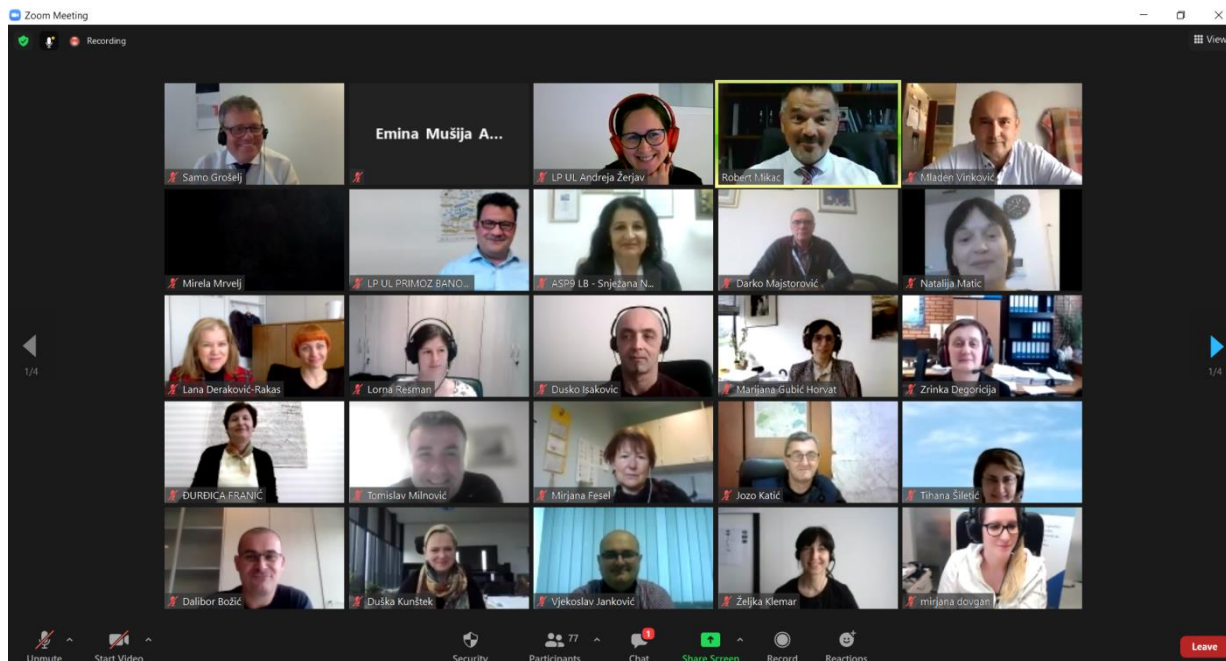 Zoom Meeting
Recording
View
Samo Grošelj
Emina Mušija A...
LP UL Andreja Žerjav
Robert Mikac
Mladen Vinković
Mirela Mrvelj
LP UL PRIMOZ BANO...
ASP9 LB - Snježana N...
Darko Majstorović
Natalija Matic
1/4
Lana Deraković-Rakas
Lorna Resman
Dusko Isakovic
Marijana Gubić Horvat
Zrinka Degoricija
1/4
ĐURĐICA FRANIĆ
Tomislav Milnović
Mirjana Fesel
Jozo Katić
Tihana Šiletić
Dalibor Božić
Duška Kunštek
Vjekoslav Janković
Željka Klemar
mirjana dovgan
Unmute
Start Video
Security
77
Participants
1
Chat
Share Screen
Record
Reactions
Leave